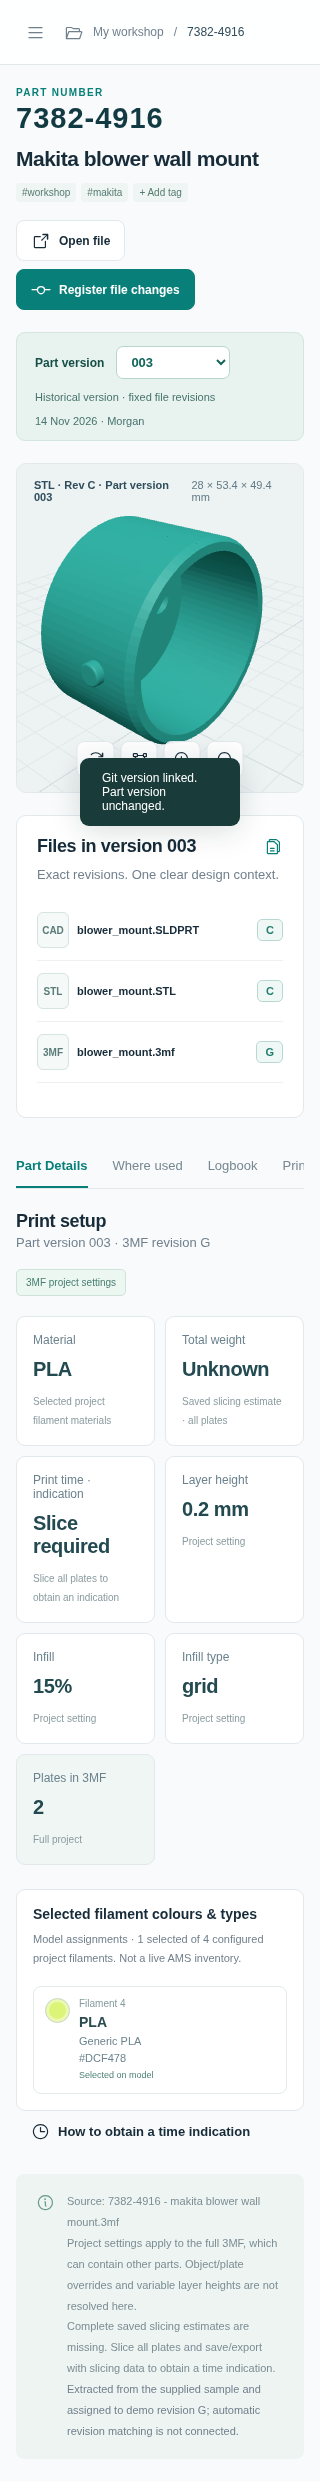 My workshop / 7382-4916
PART NUMBER
7382-4916
Makita blower wall mount
#workshop #makita + Add tag
Open file
Register file changes
Part version 003
Historical version · fixed file revisions
14 Nov 2026 · Morgan
STL · Rev C · Part version
003
28 × 53.4 × 49.4
mm
Git version linked.
Part version
unchanged.
Files in version 003
Exact revisions. One clear design context.
CAD blower_mount.SLDPRT C
STL blower_mount.STL C
3MF blower_mount.3mf G
Part Details Where used Logbook Prin
Print setup
Part version 003 · 3MF revision G
3MF project settings
Material
PLA
Selected project
filament materials
Total weight
Unknown
Saved slicing estimate
· all plates
Print time ·
indication
Slice
required
Slice all plates to
obtain an indication
Layer height
0.2 mm
Project setting
Infill
15%
Project setting
Infill type
grid
Project setting
Plates in 3MF
2
Full project
Selected filament colours & types
Model assignments · 1 selected of 4 configured
project filaments. Not a live AMS inventory.
Filament 4
PLA
Generic PLA
#DCF478
Selected on model
How to obtain a time indication
Source: 7382-4916 - makita blower wall
mount.3mf
Project settings apply to the full 3MF, which
can contain other parts. Object/plate
overrides and variable layer heights are not
resolved here.
Complete saved slicing estimates are
missing. Slice all plates and save/export
with slicing data to obtain a time indication.
Extracted from the supplied sample and
assigned to demo revision G; automatic
revision matching is not connected.